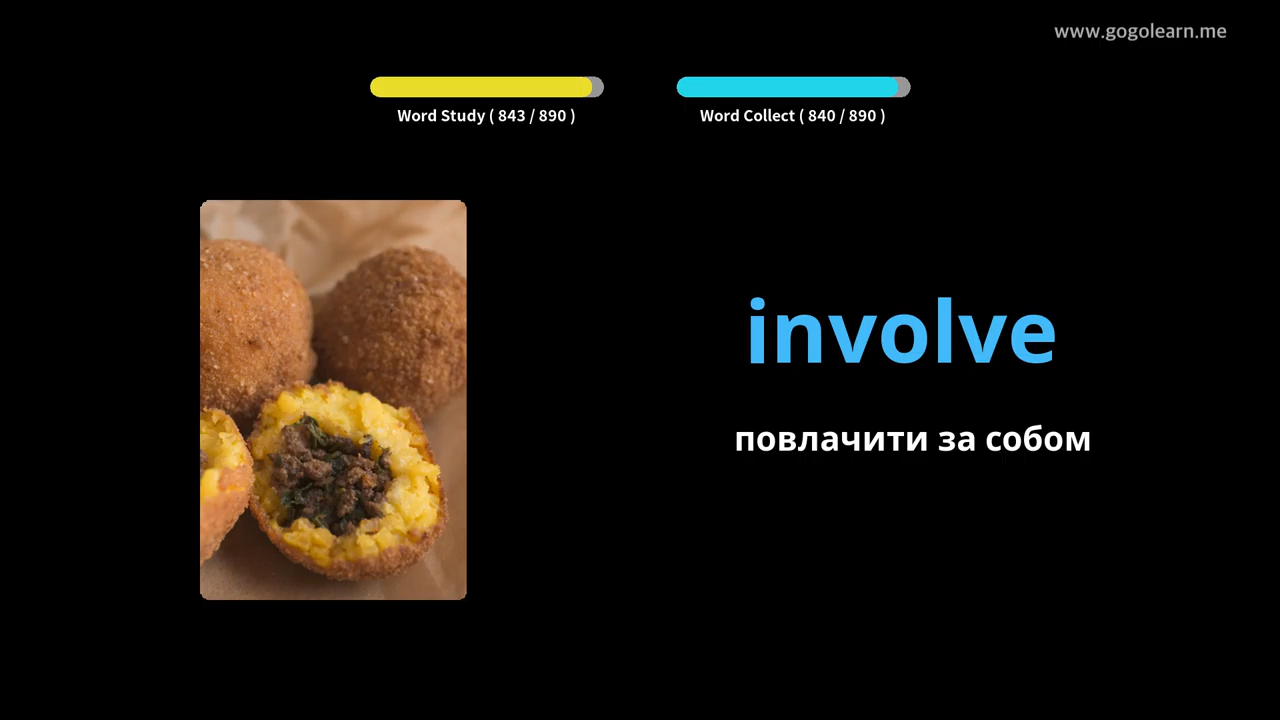 www.gogolearn.me
Word Study ( 843 / 890 )
Word Collect ( 840 / 890 )
involve
повлачити за собом